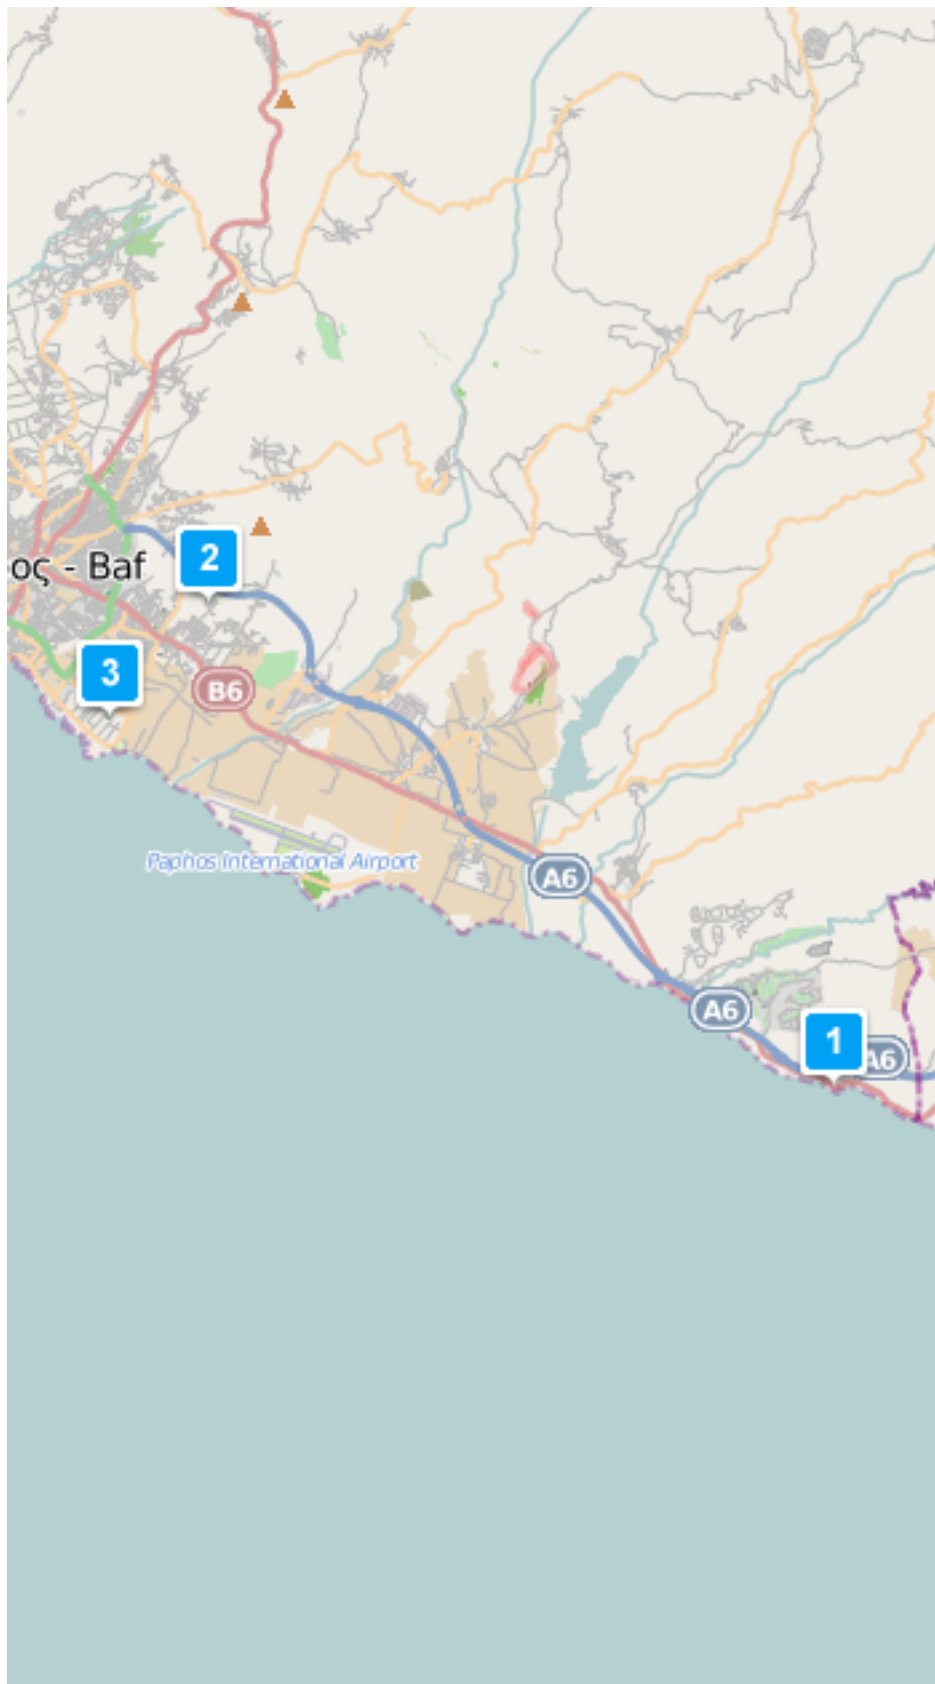 2
ος - Baf
3
B6
Paphos International Airport
A6
A6
1
A6